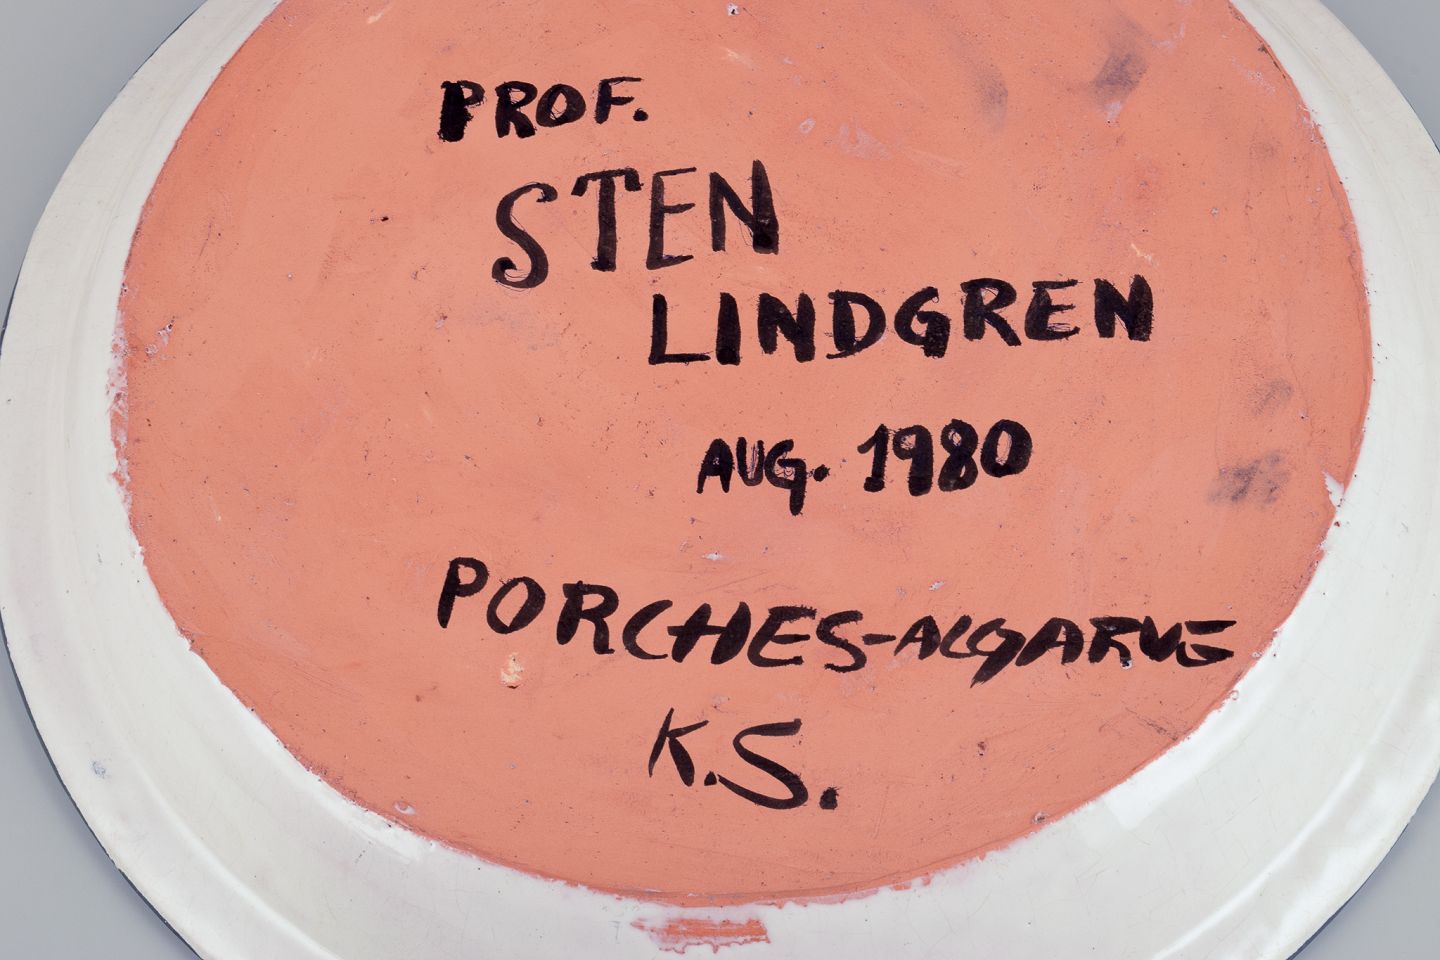 PROF.
STEN
LINDGREN
AUG. 1980
PORCHES-ALGARVE
K.S.